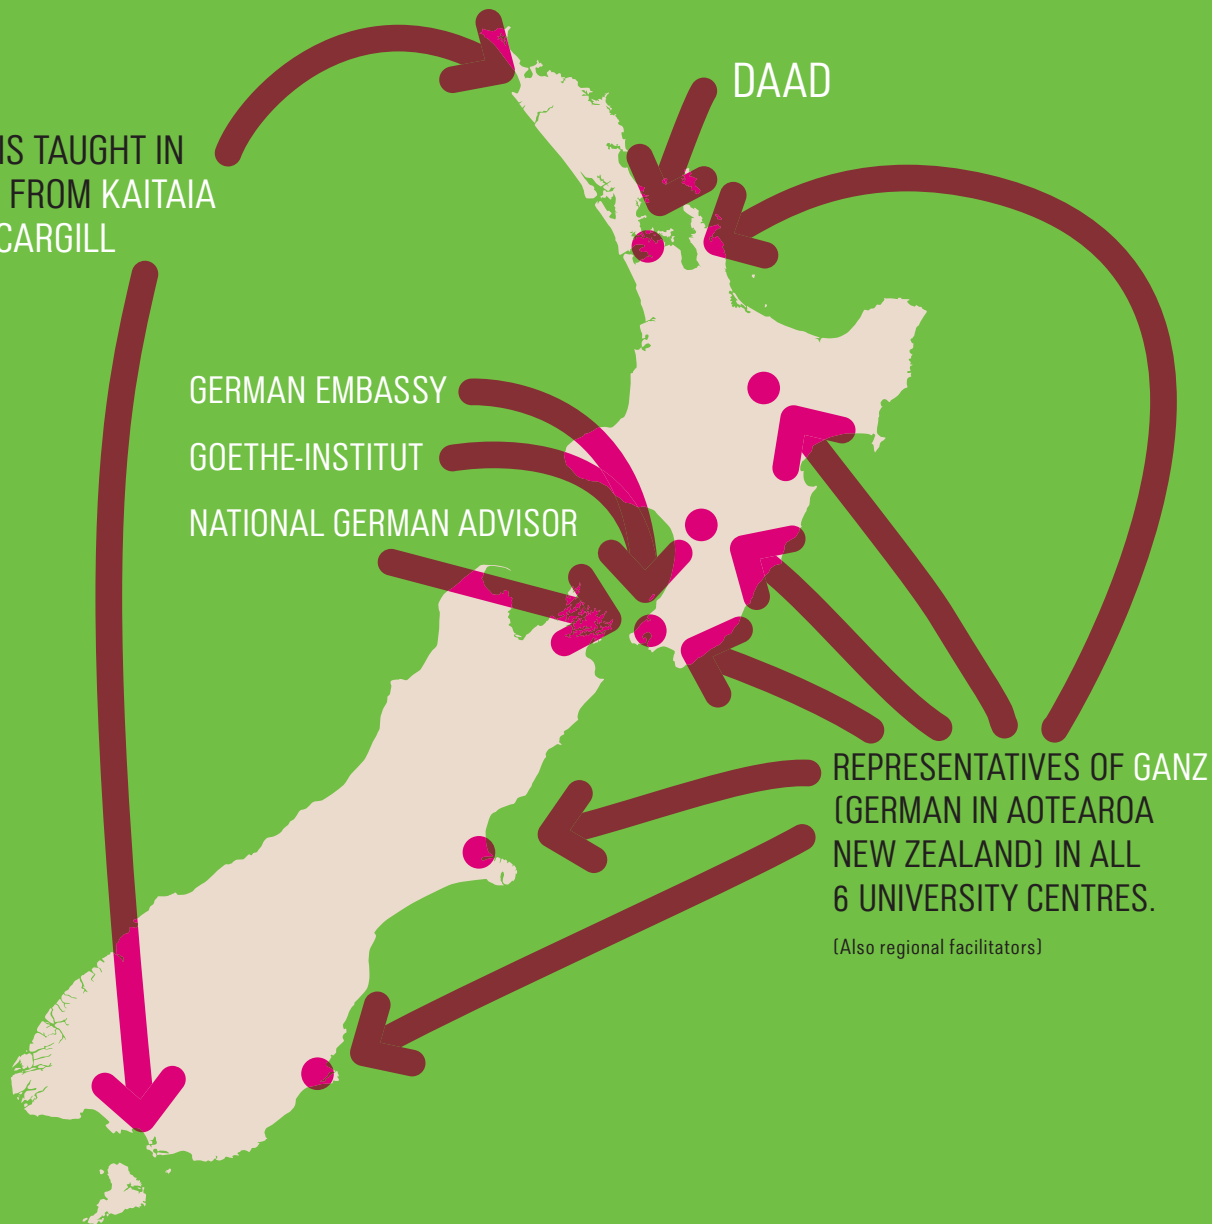 DAAD
IS TAUGHT IN
FROM KAITAIA
CARGILL
GERMAN EMBASSY
GOETHE-INSTITUT
NATIONAL GERMAN ADVISOR
REPRESENTATIVES OF GANZ
(GERMAN IN AOTEAROA
NEW ZEALAND) IN ALL
6 UNIVERSITY CENTRES.
(Also regional facilitators)